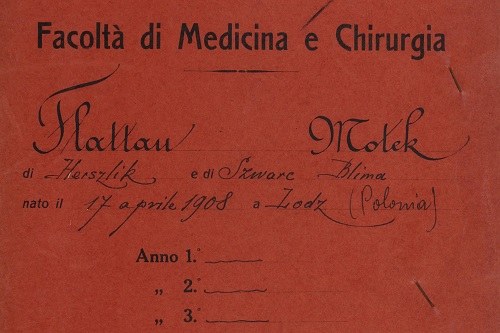 Facoltà di Medicina e Chirurgia
Flattau Motek
di Herszlik e di Szwarc Blima
nato il 17 aprile 1908 a Lodz (Polonia)
Anno 1.°
„ 2.°
„ 3.°